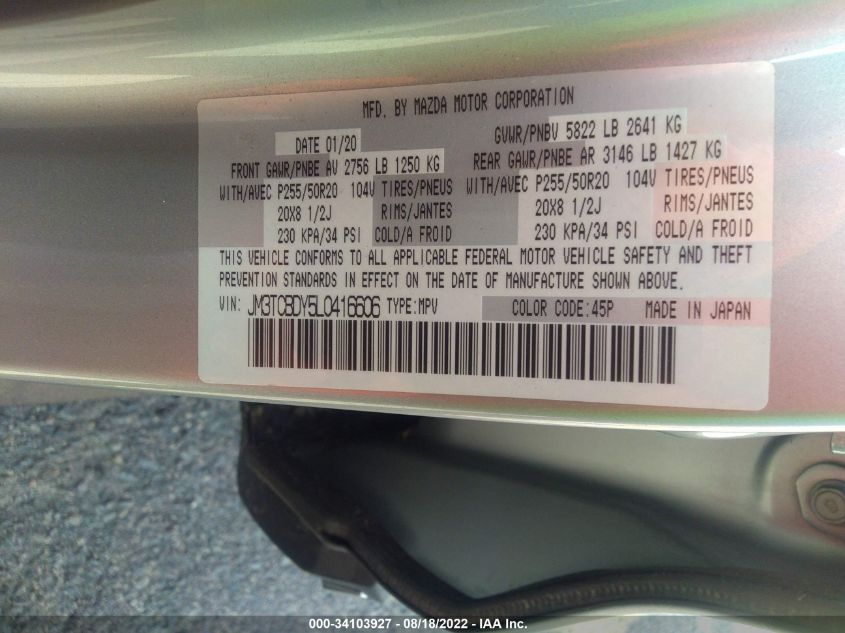 MFD. BY MAZDA MOTOR CORPORATION
DATE 01/20 GVWR/PNBV 5822 LB 2641 KG
FRONT GAWR/PNBE AV 2756 LB 1250 KG REAR GAWR/PNBE AR 3146 LB 1427 KG
WITH/AVEC P255/50R20 104V TIRES/PNEUS WITH/AVEC P255/50R20 104V TIRES/PNEUS
20X8 1/2J RIMS/JANTES 20X8 1/2J RIMS/JANTES
230 KPA/34 PSI COLD/A FROID 230 KPA/34 PSI COLD/A FROID
THIS VEHICLE CONFORMS TO ALL APPLICABLE FEDERAL MOTOR VEHICLE SAFETY AND THEFT
PREVENTION STANDARDS IN EFFECT ON THE DATE OF MANUFACTURE SHOWN ABOVE.
VIN: JM3TCBDY5L0416606 TYPE:MPV COLOR CODE:45P MADE IN JAPAN
000-34103927 - 08/18/2022 - IAA Inc.